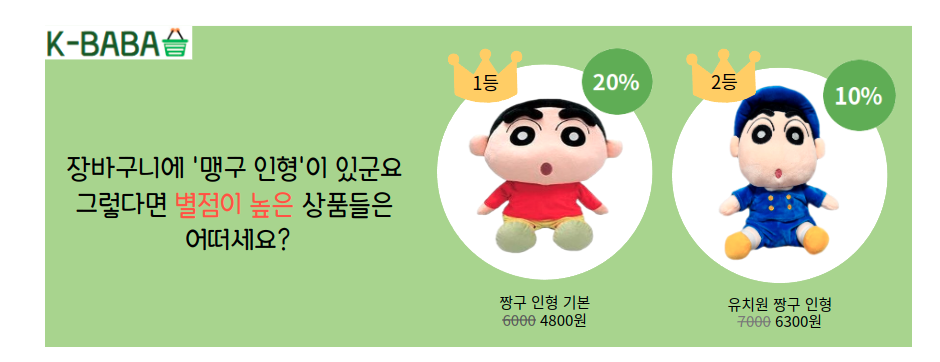 K-BABA
장바구니에 '맹구 인형'이 있군요
그렇다면 별점이 높은 상품들은
어떠세요?
1등
20%
짱구 인형 기본
6000 4800원
2등
10%
유치원 짱구 인형
7000 6300원